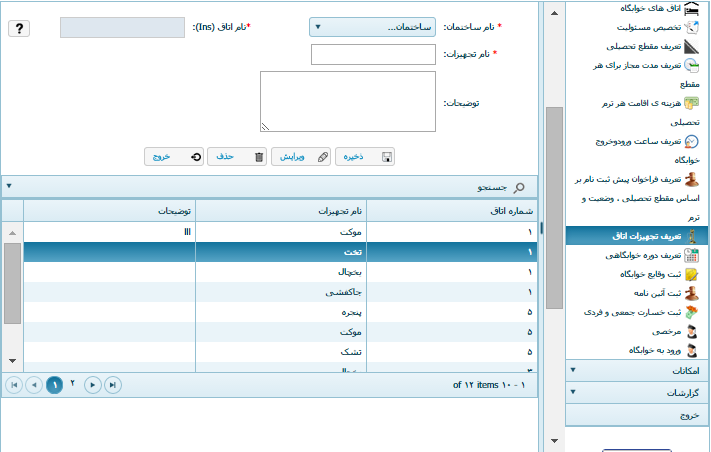 اتاق های خوابگاه
تخصیص مسئولیت
تعریف مقطع تحصیلی
تعریف مدت مجاز برای هر
مقطع
هزینه ی اقامت هر ترم
تحصیلی
تعریف ساعت ورودوخروج
خوابگاه
تعریف فراخوان پیش ثبت نام بر
اساس مقطع تحصیلی ، وضعیت و
ترم
تعریف تجهیزات اتاق
تعریف دوره خوابگاهی
ثبت وقایع خوابگاه
ثبت آئین نامه
ثبت خسارت جمعی و فردی
مرخصی
ورود به خوابگاه
امکانات
گزارشات
خروج
* نام ساختمان: ساختمان... *نام اتاق (Ins): ?
* نام تجهیزات:
توضیحات:
ذخیره ویرایش حذف خروج
جستجو
شماره اتاق نام تجهیزات توضیحات
۱ موکت lll
۱ تخت
۱ یخچال
۱ جاکفشی
۵ پنجره
۵ موکت
۵ تشک
۱ ۲ ۱ - ۱۰ of ۱۲ items